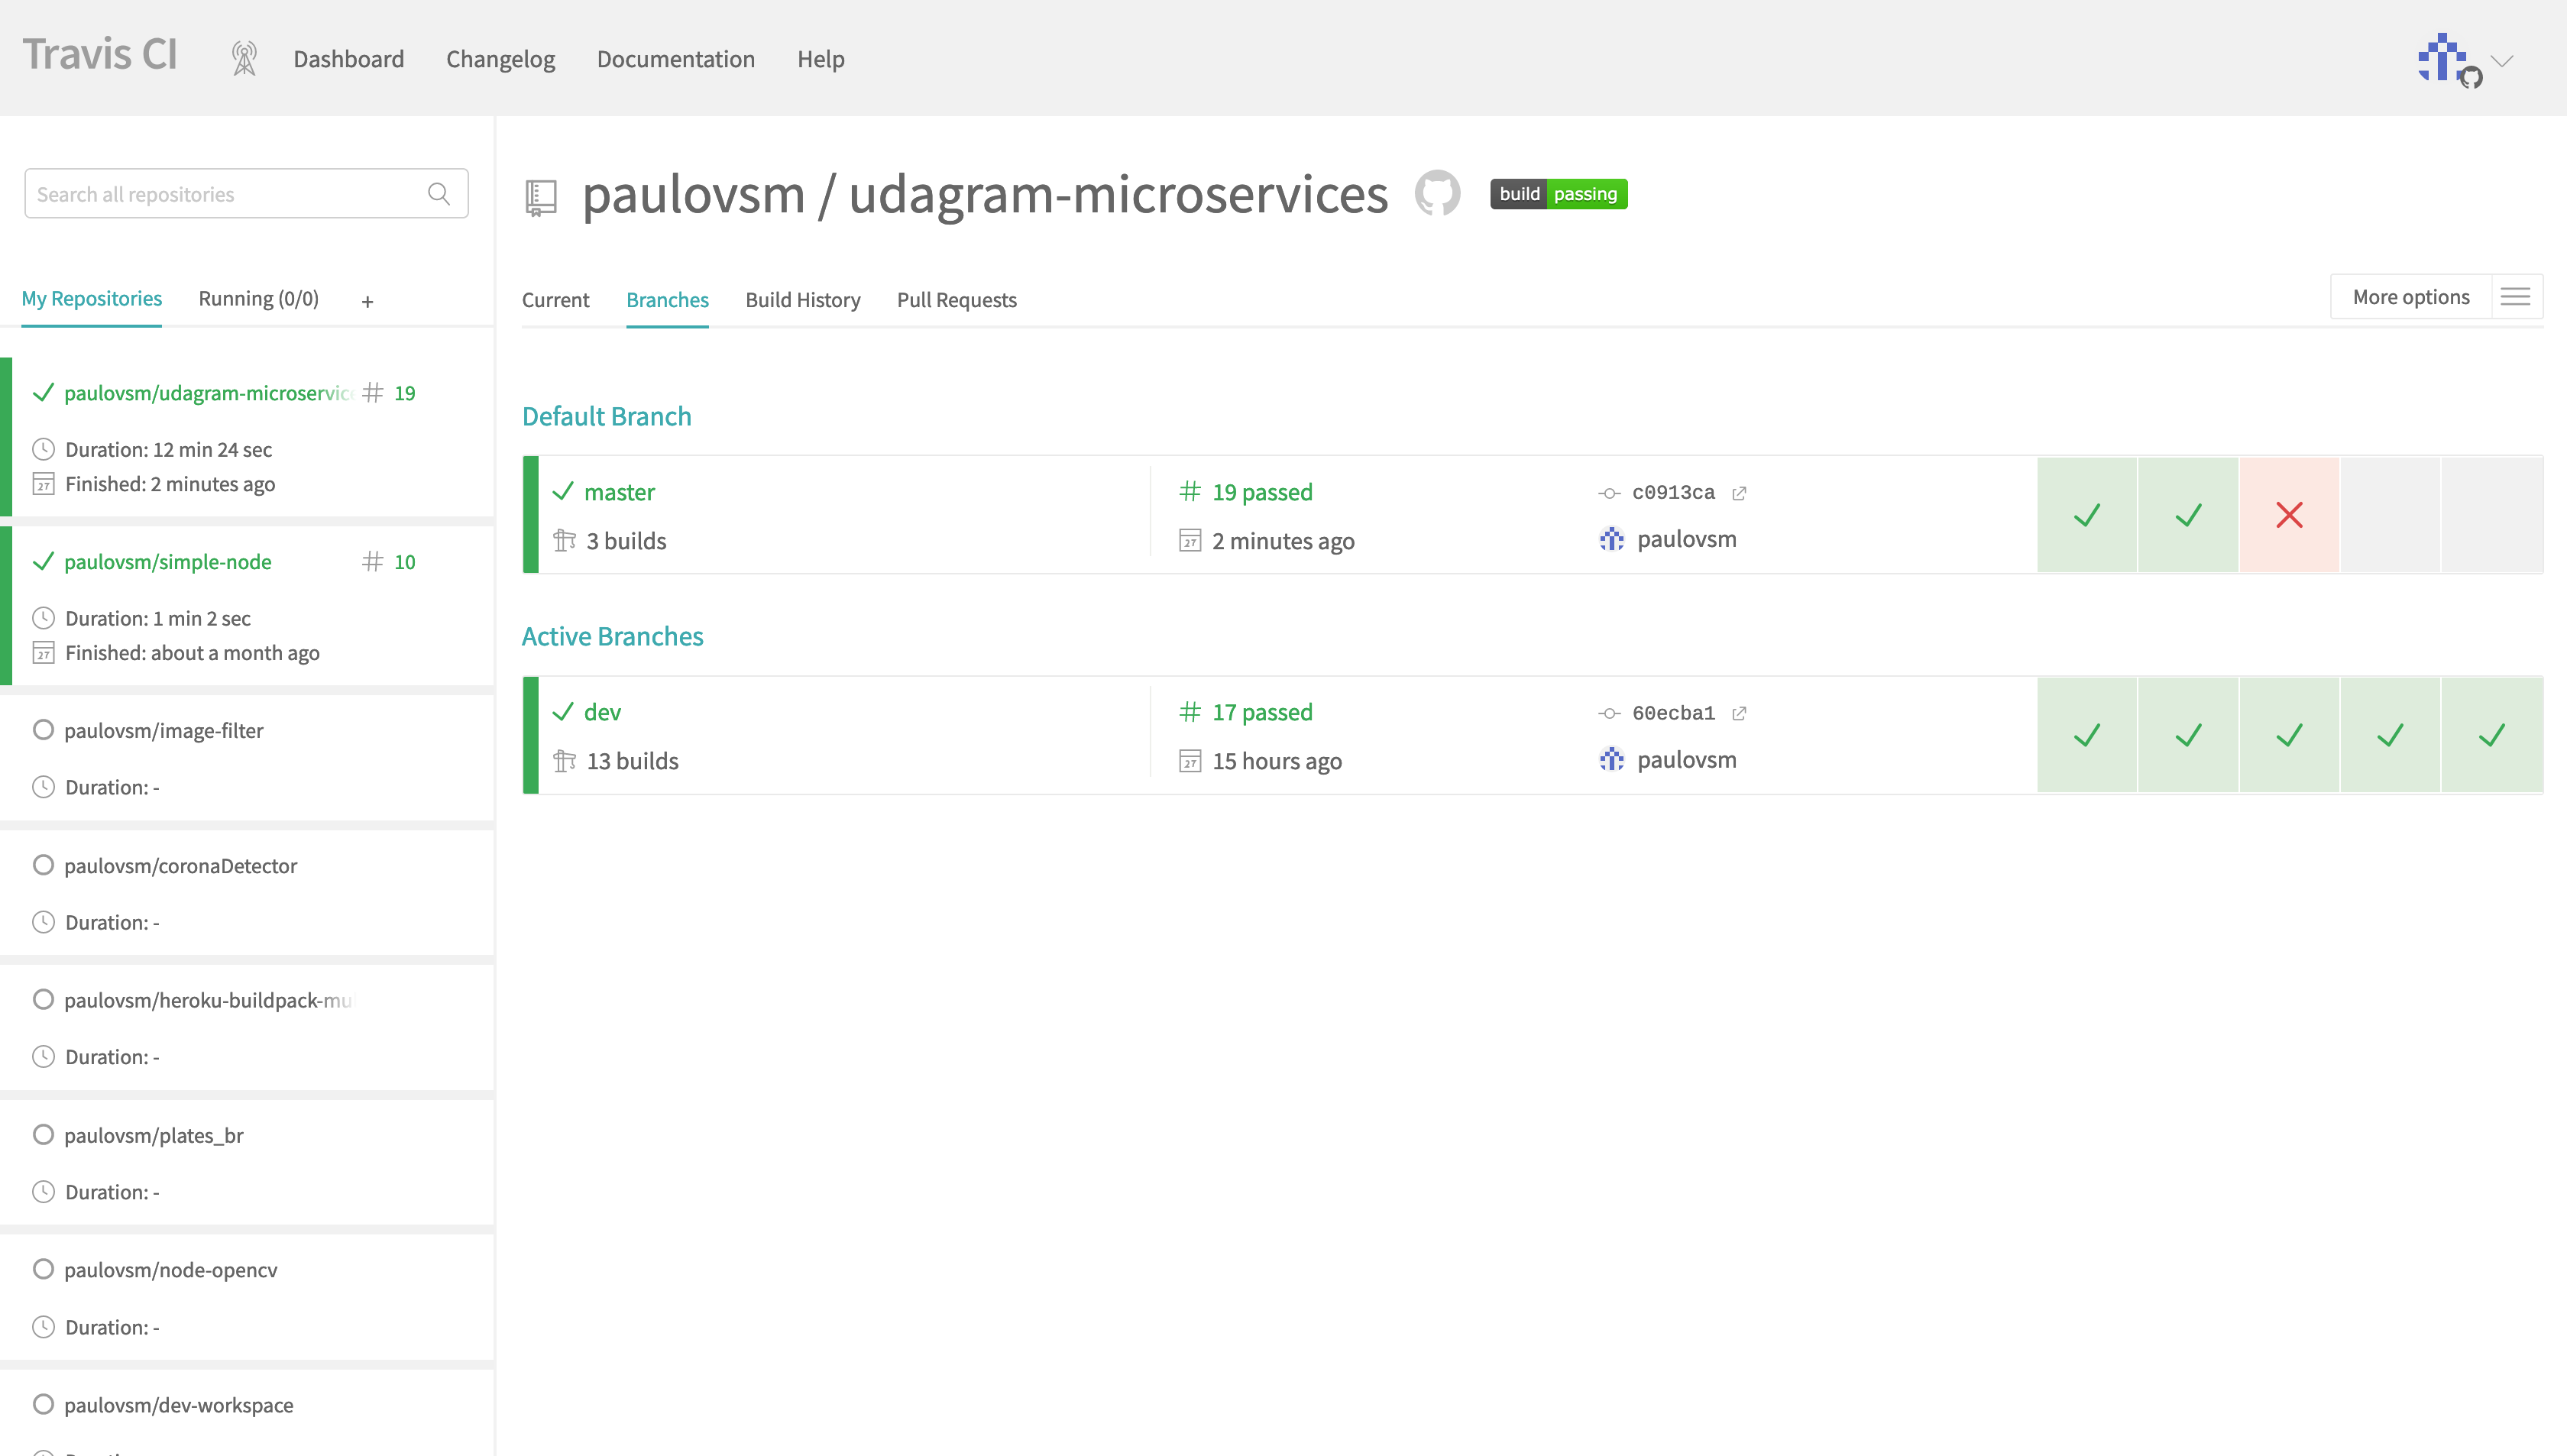 Travis CI
Dashboard
Changelog
Documentation
Help
Search all repositories
My Repositories
Running (0/0)
+
paulovsm/udagram-microservice
# 19
Duration: 12 min 24 sec
Finished: 2 minutes ago
paulovsm/simple-node
# 10
Duration: 1 min 2 sec
Finished: about a month ago
paulovsm/image-filter
Duration: -
paulovsm/coronaDetector
Duration: -
paulovsm/heroku-buildpack-mu
Duration: -
paulovsm/plates_br
Duration: -
paulovsm/node-opencv
Duration: -
paulovsm/dev-workspace
paulovsm / udagram-microservices
build passing
Current
Branches
Build History
Pull Requests
More options
Default Branch
master
3 builds
# 19 passed
27 2 minutes ago
c0913ca
paulovsm
Active Branches
dev
13 builds
# 17 passed
27 15 hours ago
60ecba1
paulovsm